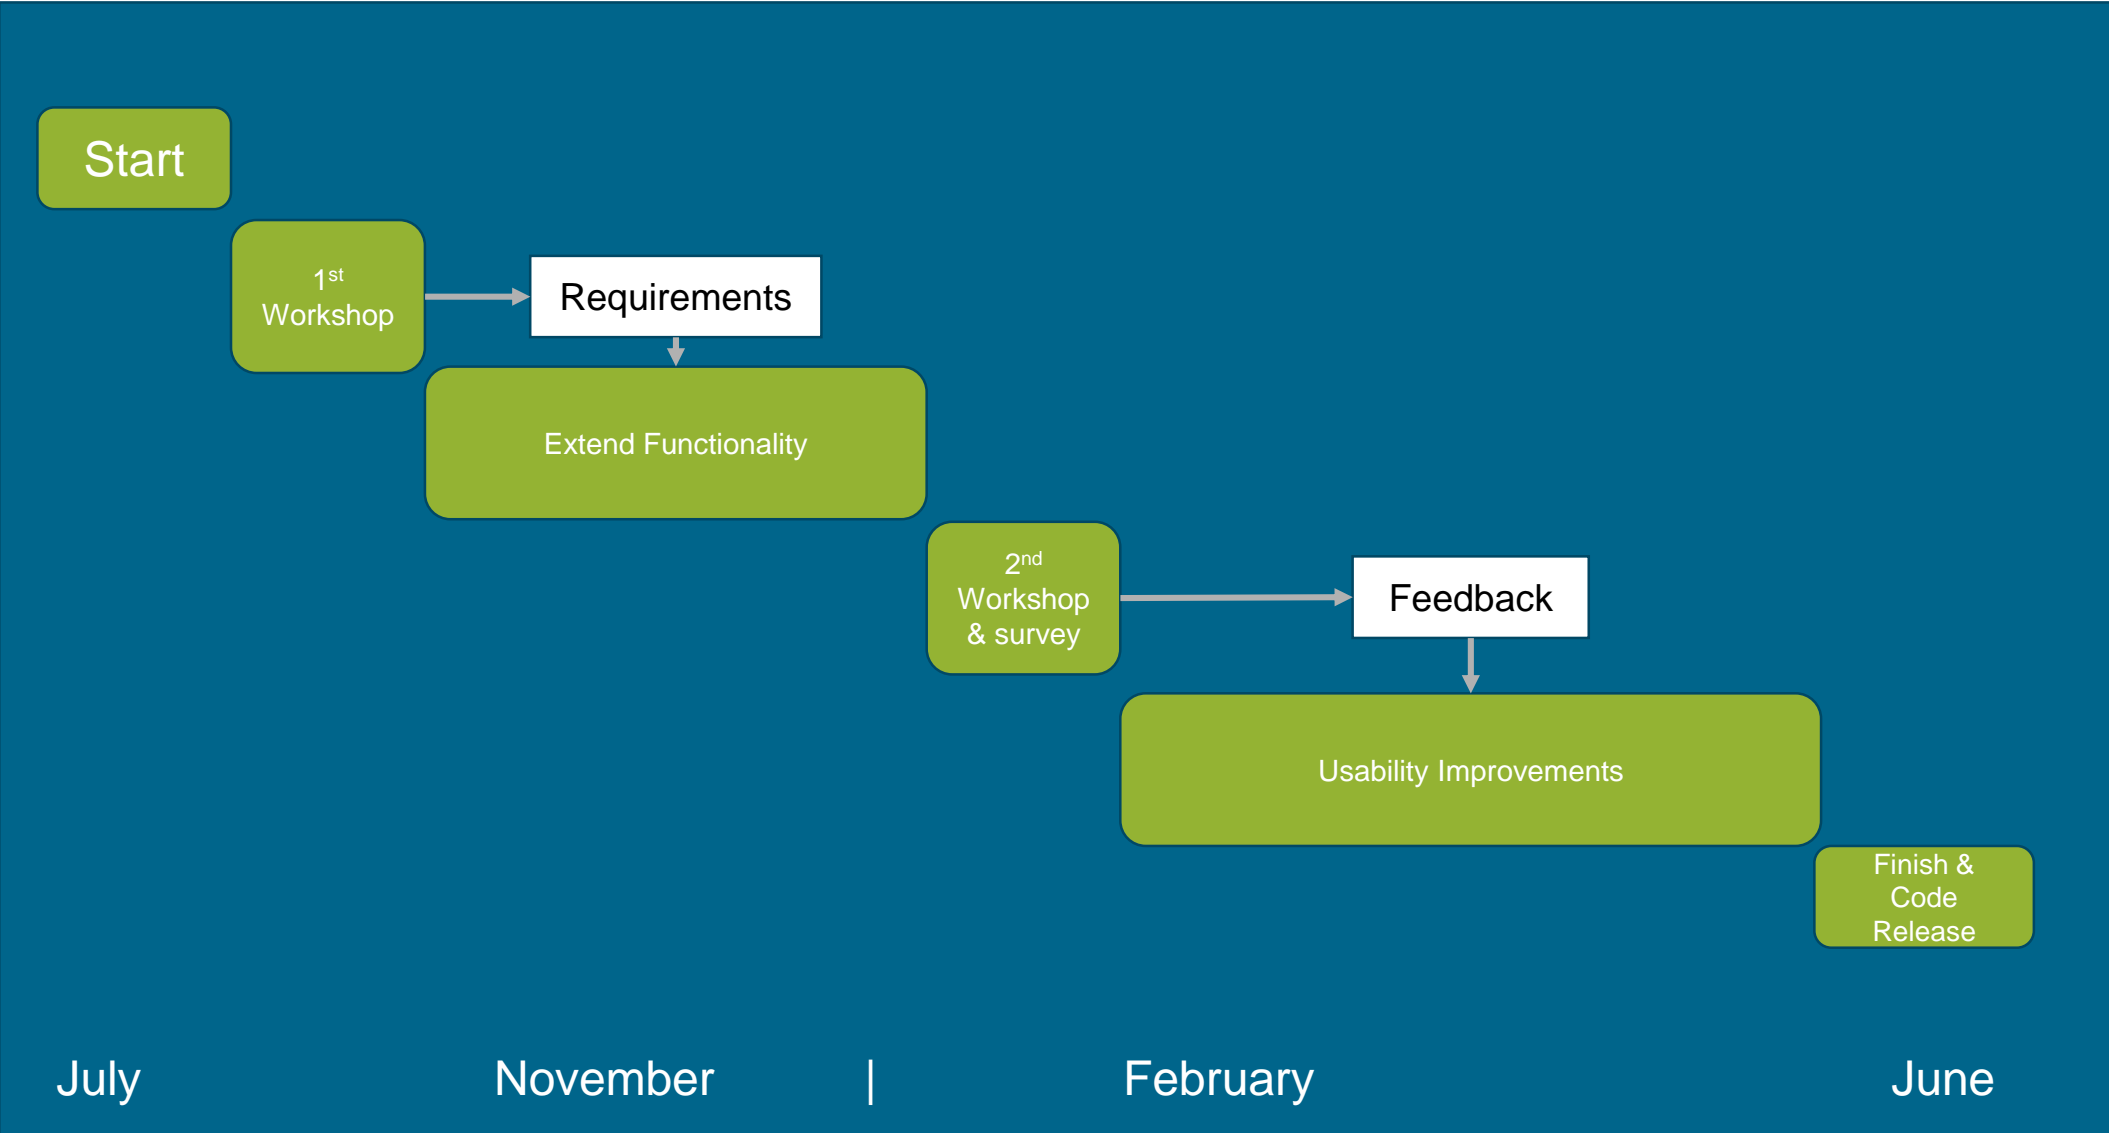 Start
1st
Workshop
Requirements
Extend Functionality
2nd
Workshop
& survey
Feedback
Usability Improvements
Finish &
Code
Release
July November | February June